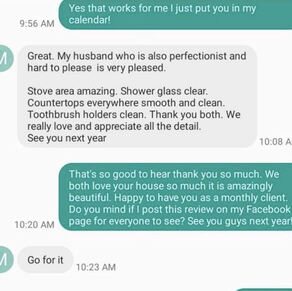 Yes that works for me I just put you in my
calendar!
9:56 AM
M
Great. My husband who is also perfectionist and
hard to please is very pleased.
Stove area amazing. Shower glass clear.
Countertops everywhere smooth and clean.
Toothbrush holders clean. Thank you both. We
really love and appreciate all the detail.
See you next year
10:08 A
That's so good to hear thank you so much. We
both love your house so much it is amazingly
beautiful. Happy to have you as a monthly client.
Do you mind if I post this review on my Facebook
page for everyone to see? See you guys next year!
10:20 AM
M
Go for it
10:23 AM